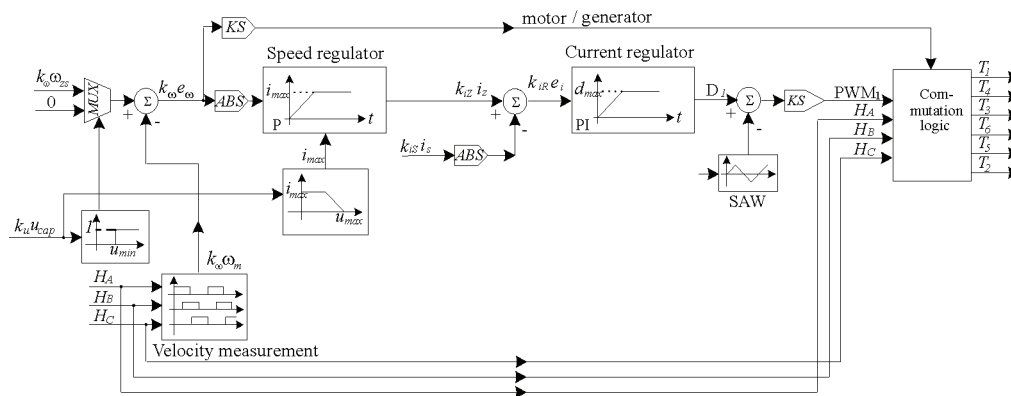 KS
motor / generator
Speed regulator
Current regulator
kωωzs
0
MUX
Σ
+
-
kωeω
ABS
imax
P
t
kiZ iz
Σ
+
-
kiR ei
dmax
PI
t
D1
Σ
+
-
KS
PWM1
HA
HB
HC
Com-
mutation
logic
T1
T4
T3
T6
T5
T2
kiS is
ABS
SAW
imax
imax
umax
kuucap
1
umin
kωωm
HA
HB
HC
Velocity measurement